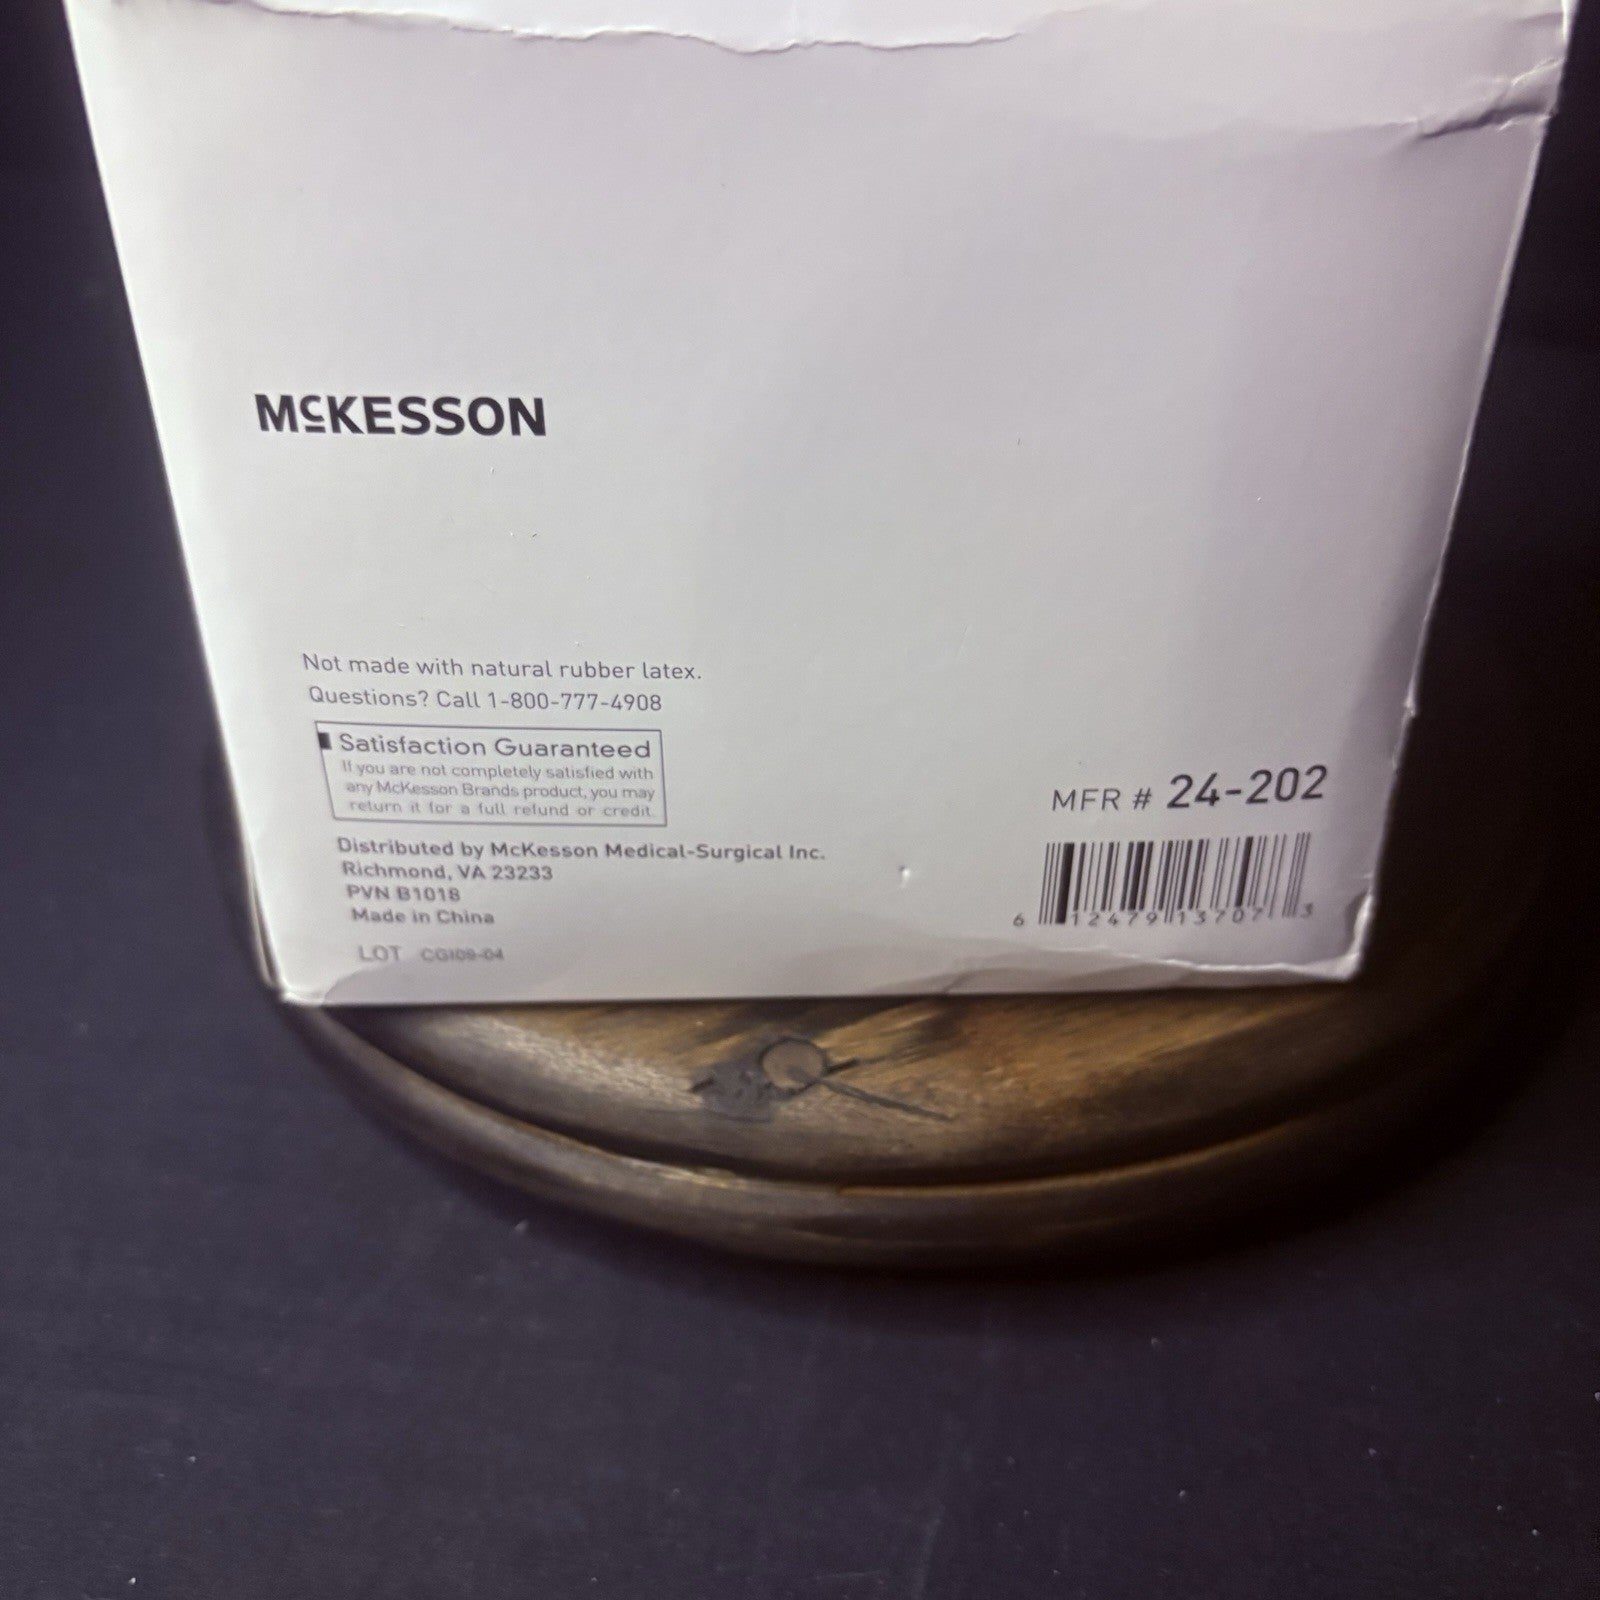 McKESSON
Not made with natural rubber latex.
Questions? Call 1-800-777-4908
Satisfaction Guaranteed
If you are not completely satisfied with
any McKesson Brands product, you may
return it for a full refund or credit.
MFR # 24-202
Distributed by McKesson Medical-Surgical Inc.
Richmond, VA 23233
PVN B1018
Made in China
6 12479 13707 3
LOT CGI09-04